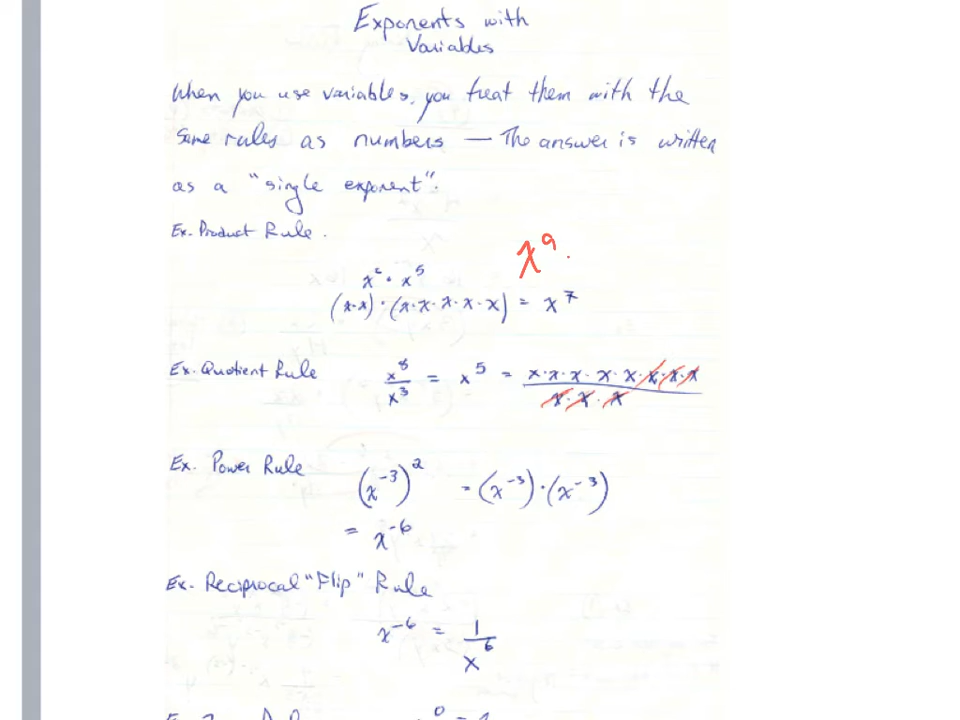 Exponents with
Variables
When you use variables, you treat them with the
same rules as numbers — The answer is written
as a "single exponent".
Ex. Product Rule.
x⁹.
x² · x⁵
(x·x) · (x·x·x·x·x) = x⁷
Ex. Quotient Rule x⁸/x³ = x⁵ = x·x·x·x·x·x·x·x / x·x·x
Ex. Power Rule (x⁻³)² = (x⁻³)·(x⁻³)
= x⁻⁶
Ex. Reciprocal "Flip" Rule
x⁻⁶ = 1/x⁶